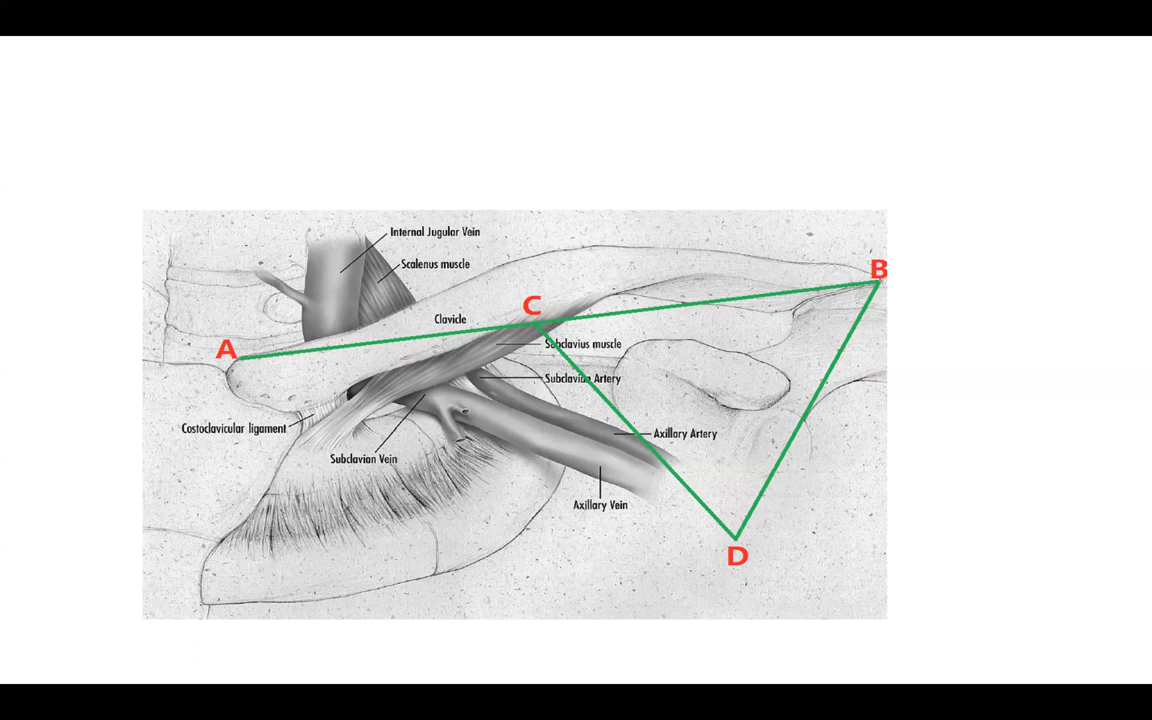 Internal Jugular Vein
Scalenus muscle
B
C
Clavicle
A
Subclavius muscle
Subclavian Artery
Costoclavicular ligament
Axillary Artery
Subclavian Vein
Axillary Vein
D